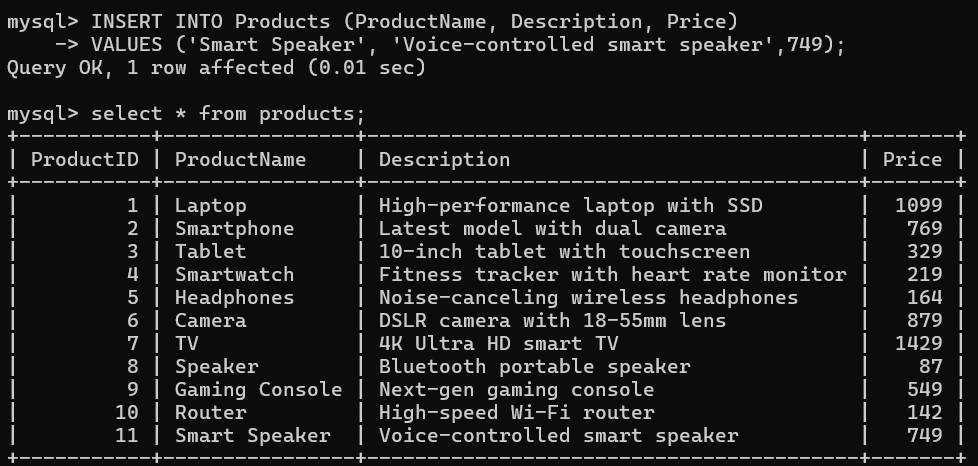 mysql> INSERT INTO Products (ProductName, Description, Price)
    -> VALUES ('Smart Speaker', 'Voice-controlled smart speaker',749);
Query OK, 1 row affected (0.01 sec)

mysql> select * from products;
+-----------+----------------+-----------------------------------------+-------+
| ProductID | ProductName    | Description                             | Price |
+-----------+----------------+-----------------------------------------+-------+
|         1 | Laptop         | High-performance laptop with SSD        |  1099 |
|         2 | Smartphone     | Latest model with dual camera           |   769 |
|         3 | Tablet         | 10-inch tablet with touchscreen         |   329 |
|         4 | Smartwatch     | Fitness tracker with heart rate monitor |   219 |
|         5 | Headphones     | Noise-canceling wireless headphones     |   164 |
|         6 | Camera         | DSLR camera with 18-55mm lens           |   879 |
|         7 | TV             | 4K Ultra HD smart TV                    |  1429 |
|         8 | Speaker        | Bluetooth portable speaker              |    87 |
|         9 | Gaming Console | Next-gen gaming console                 |   549 |
|        10 | Router         | High-speed Wi-Fi router                 |   142 |
|        11 | Smart Speaker  | Voice-controlled smart speaker          |   749 |
+-----------+----------------+-----------------------------------------+-------+